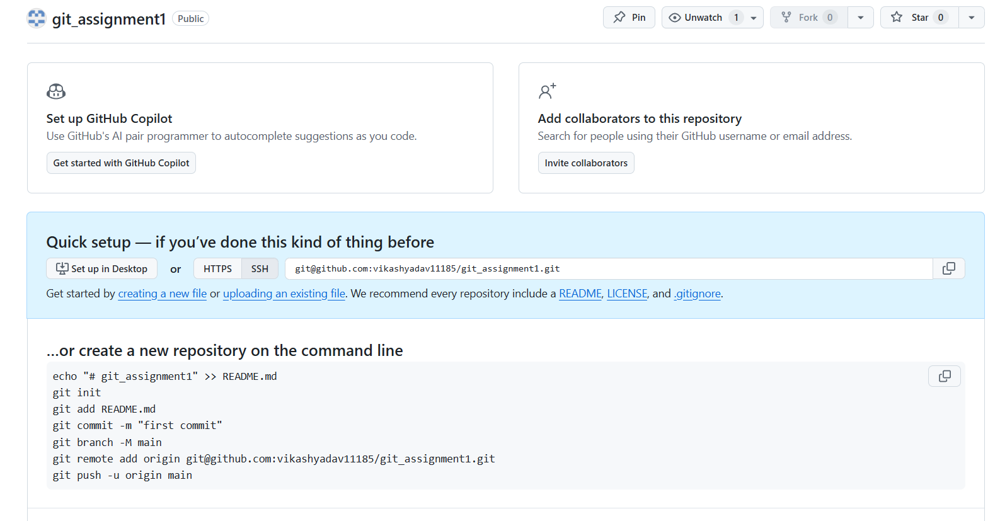 git_assignment1 Public Pin Unwatch 1 Fork 0 Star 0
Set up GitHub Copilot
Use GitHub's AI pair programmer to autocomplete suggestions as you code.
Get started with GitHub Copilot
Add collaborators to this repository
Search for people using their GitHub username or email address.
Invite collaborators
Quick setup — if you’ve done this kind of thing before
Set up in Desktop or HTTPS SSH git@github.com:vikashyadav11185/git_assignment1.git
Get started by creating a new file or uploading an existing file. We recommend every repository include a README, LICENSE, and .gitignore.
…or create a new repository on the command line
echo "# git_assignment1" >> README.md
git init
git add README.md
git commit -m "first commit"
git branch -M main
git remote add origin git@github.com:vikashyadav11185/git_assignment1.git
git push -u origin main